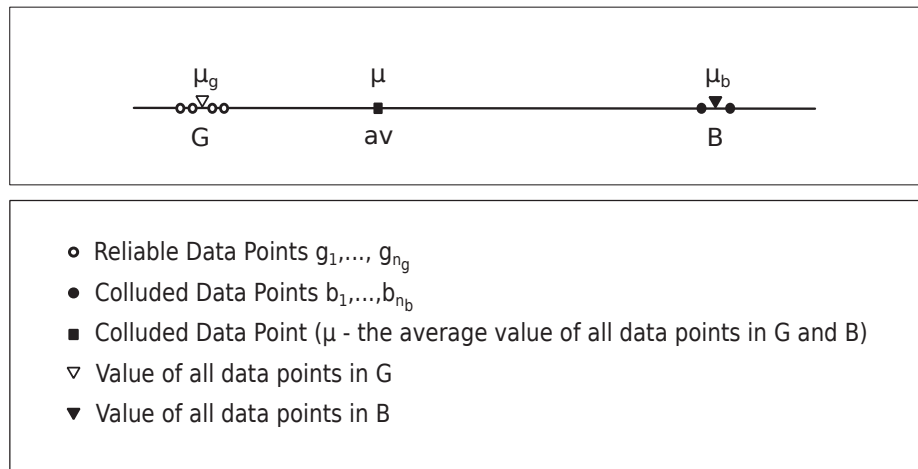 μg μ μb
G av B
Reliable Data Points g1,..., gng
Colluded Data Points b1,...,bnb
Colluded Data Point (μ - the average value of all data points in G and B)
Value of all data points in G
Value of all data points in B